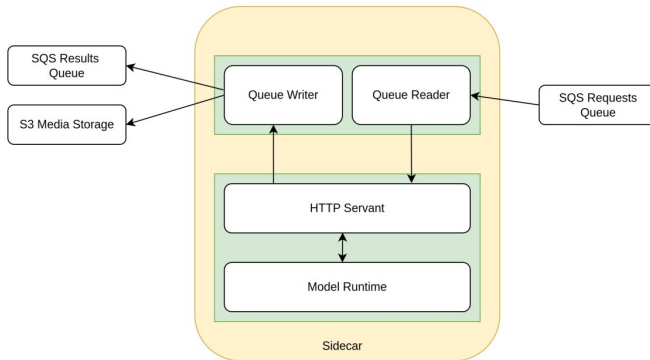 SQS Results
Queue
S3 Media Storage
Queue Writer
Queue Reader
SQS Requests
Queue
HTTP Servant
Model Runtime
Sidecar